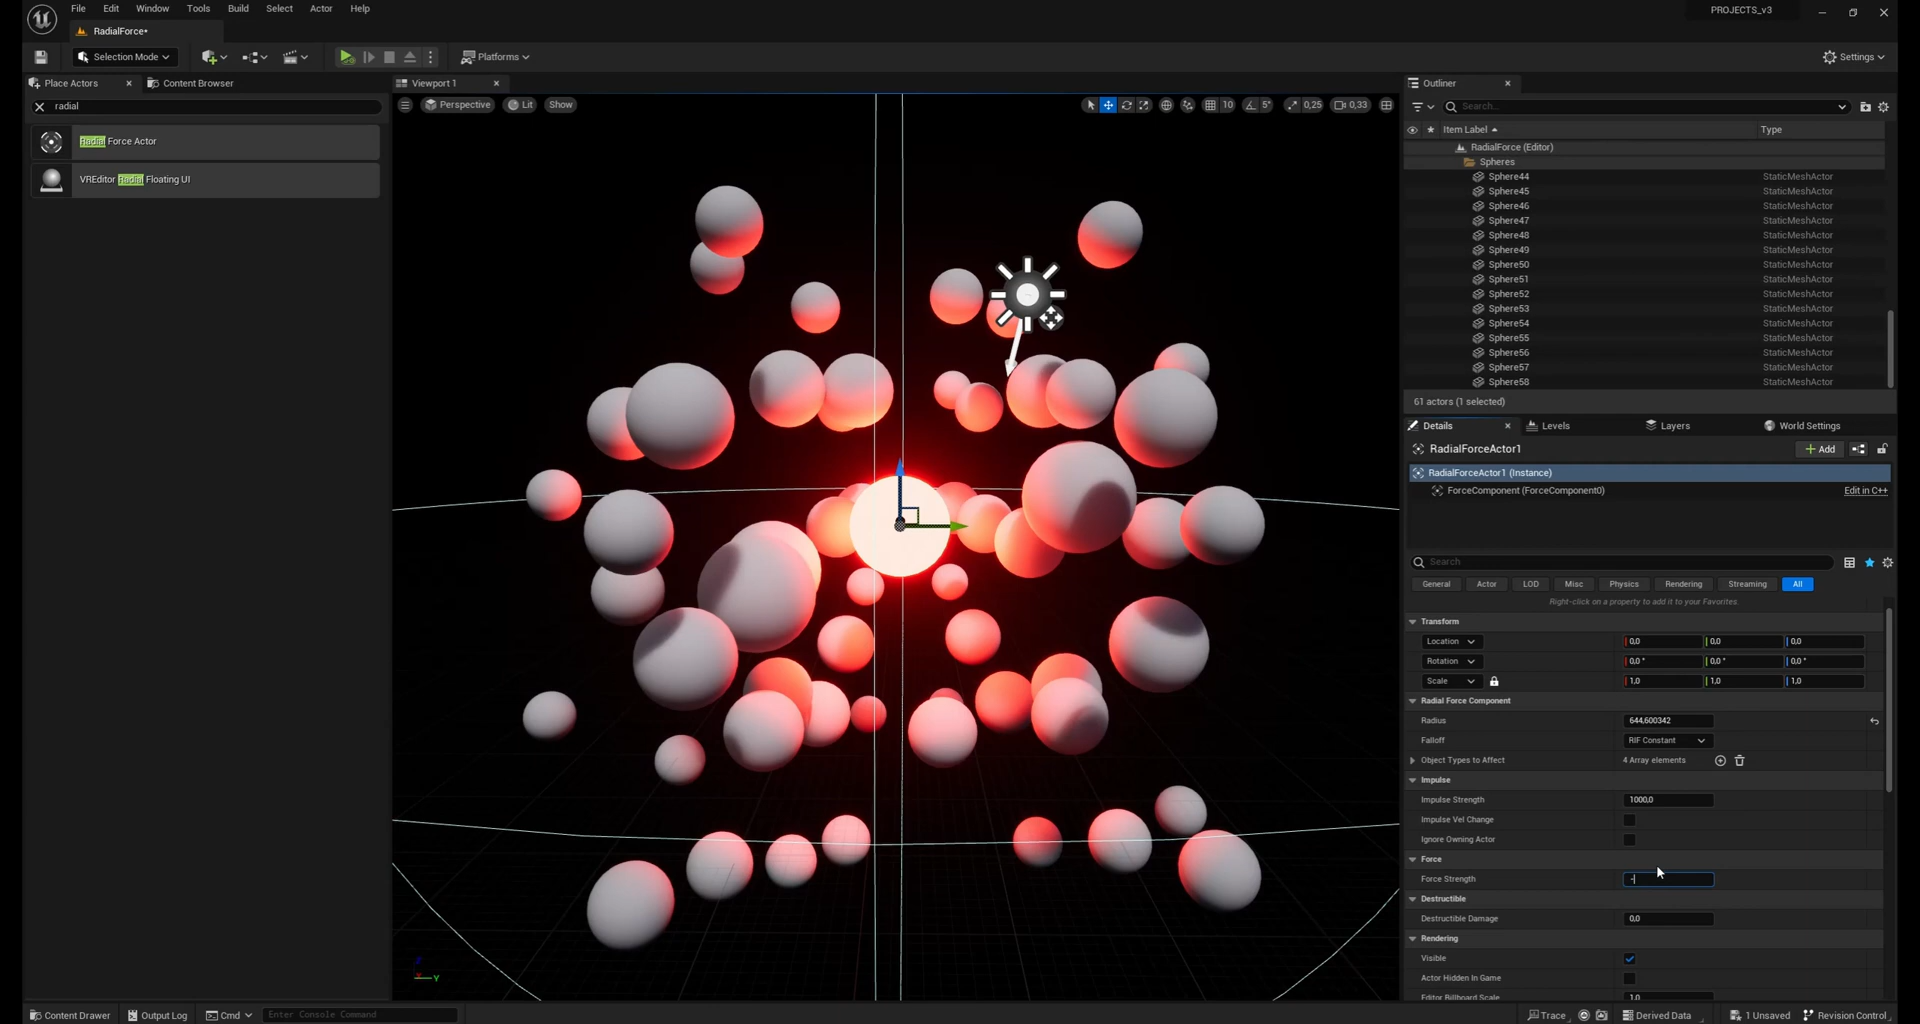 File Edit Window Tools Build Select Actor Help
PROJECTS_v3
RadialForce•
Selection Mode
Platforms
Settings
Place Actors
Content Browser
Viewport 1
Outliner
radial
Perspective Lit Show
10 5° 0,25 0,33
Search...
Item Label Type
Radial Force Actor
VREditor Radial Floating UI
RadialForce (Editor)
Spheres
Sphere44 StaticMeshActor
Sphere45 StaticMeshActor
Sphere46 StaticMeshActor
Sphere47 StaticMeshActor
Sphere48 StaticMeshActor
Sphere49 StaticMeshActor
Sphere50 StaticMeshActor
Sphere51 StaticMeshActor
Sphere52 StaticMeshActor
Sphere53 StaticMeshActor
Sphere54 StaticMeshActor
Sphere55 StaticMeshActor
Sphere56 StaticMeshActor
Sphere57 StaticMeshActor
Sphere58 StaticMeshActor
61 actors (1 selected)
Details Levels Layers World Settings
RadialForceActor1
Add
RadialForceActor1 (Instance)
ForceComponent (ForceComponent0) Edit in C++
Search
General Actor LOD Misc Physics Rendering Streaming All
Right-click on a property to add it to your Favorites.
Transform
Location 0,0 0,0 0,0
Rotation 0,0 ° 0,0 ° 0,0 °
Scale 1,0 1,0 1,0
Radial Force Component
Radius 644,600342
Falloff RIF Constant
Object Types to Affect 4 Array elements
Impulse
Impulse Strength 1000,0
Impulse Vel Change
Ignore Owning Actor
Force
Force Strength -
Destructible
Destructible Damage 0,0
Rendering
Visible
Actor Hidden In Game
Editor Billboard Scale 1,0
Z
X Y
Content Drawer Output Log Cmd Enter Console Command
Trace Derived Data 1 Unsaved Revision Control